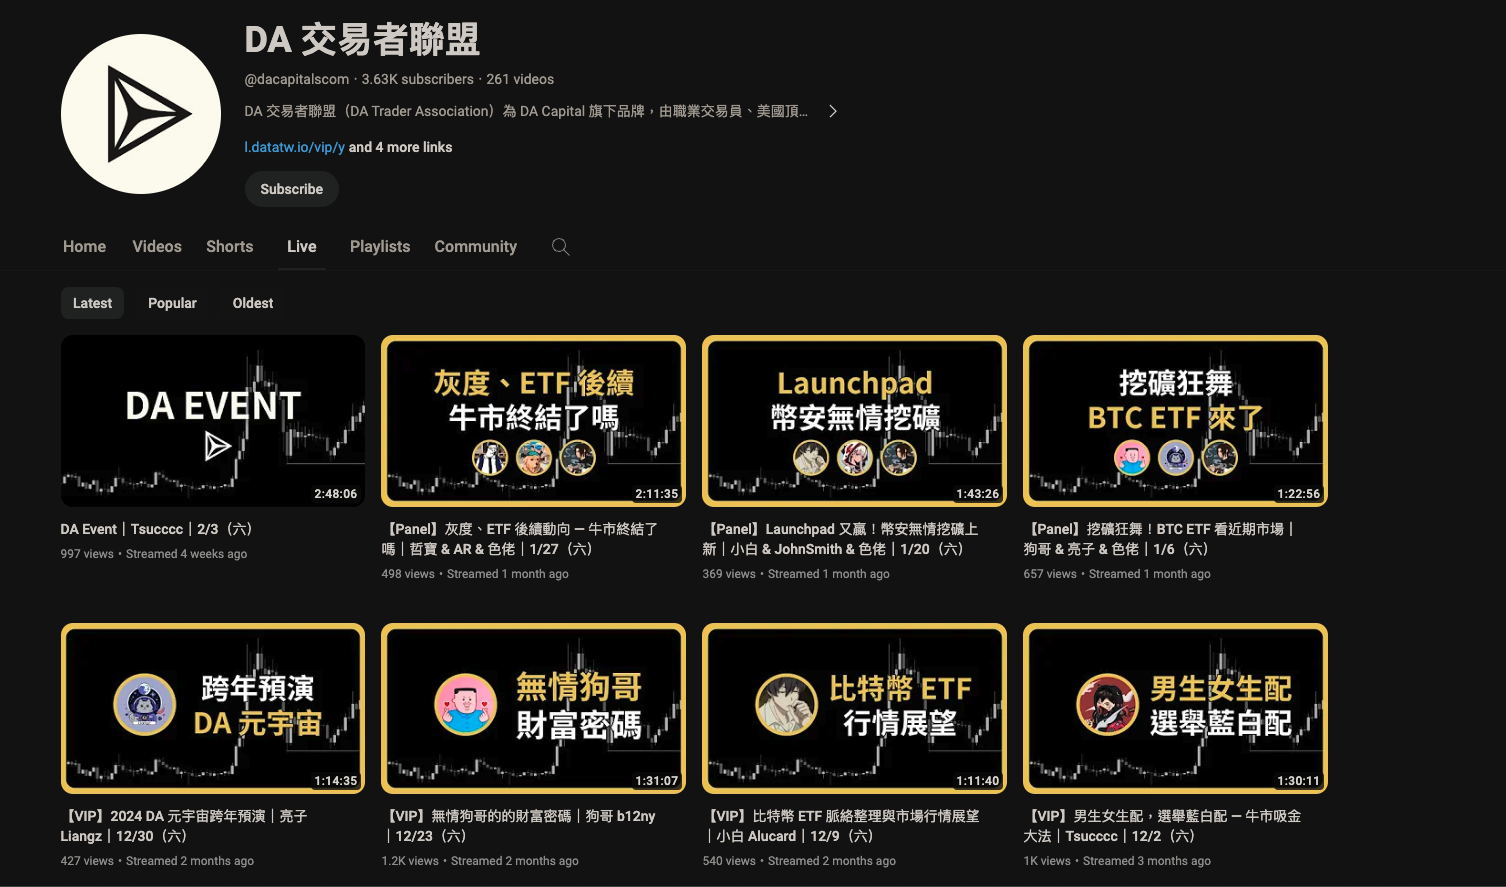 DA 交易者聯盟
@dacapitalscom · 3.63K subscribers · 261 videos
DA 交易者聯盟（DA Trader Association）為 DA Capital 旗下品牌，由職業交易員、美國頂...
l.datatw.io/vip/y and 4 more links
Subscribe
Home Videos Shorts Live Playlists Community
Latest Popular Oldest
DA EVENT
2:48:06
DA Event｜Tsucccc｜2/3（六）
997 views • Streamed 4 weeks ago
灰度、ETF 後續
牛市終結了嗎
2:11:35
【Panel】灰度、ETF 後續動向 — 牛市終結了
嗎｜哲寶 & AR & 色佬｜1/27（六）
498 views • Streamed 1 month ago
Launchpad
幣安無情挖礦
1:43:26
【Panel】Launchpad 又贏！幣安無情挖礦上
新｜小白 & JohnSmith & 色佬｜1/20（六）
369 views • Streamed 1 month ago
挖礦狂舞
BTC ETF 來了
1:22:56
【Panel】挖礦狂舞！BTC ETF 看近期市場｜
狗哥 & 亮子 & 色佬｜1/6（六）
657 views • Streamed 1 month ago
跨年預演
DA 元宇宙
1:14:35
【VIP】2024 DA 元宇宙跨年預演｜亮子
Liangz｜12/30（六）
427 views • Streamed 2 months ago
無情狗哥
財富密碼
1:31:07
【VIP】無情狗哥的的財富密碼｜狗哥 b12ny
｜12/23（六）
1.2K views • Streamed 2 months ago
比特幣 ETF
行情展望
1:11:40
【VIP】比特幣 ETF 脈絡整理與市場行情展望
｜小白 Alucard｜12/9（六）
540 views • Streamed 2 months ago
男生女生配
選舉藍白配
1:30:11
【VIP】男生女生配，選舉藍白配 — 牛市吸金
大法｜Tsucccc｜12/2（六）
1K views • Streamed 3 months ago